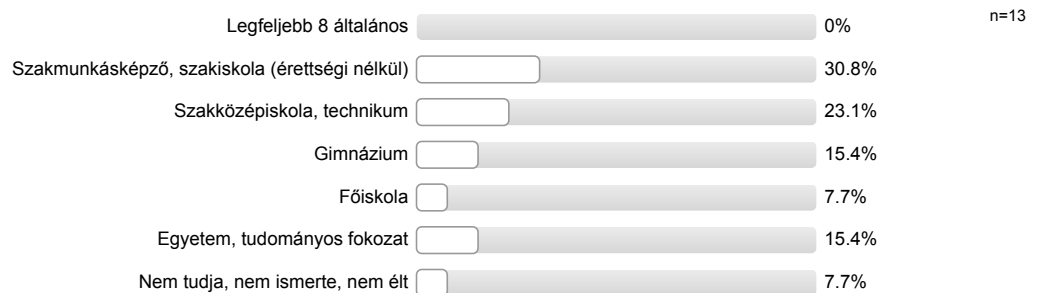 Legfeljebb 8 általános 0% n=13
Szakmunkásképző, szakiskola (érettségi nélkül) 30.8%
Szakközépiskola, technikum 23.1%
Gimnázium 15.4%
Főiskola 7.7%
Egyetem, tudományos fokozat 15.4%
Nem tudja, nem ismerte, nem élt 7.7%